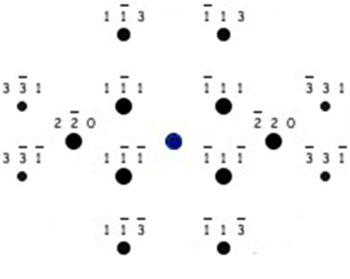 1 1̅ 3 1̅ 1 3
3 3̅ 1 1 1̅ 1 1̅ 1 1 3̅ 3 1
2 2̅ 0 2̅ 2 0
3 3̅ 1̅ 1 1̅ 1̅ 1̅ 1 1̅ 3̅ 3 1̅
1 1̅ 3̅ 1̅ 1 3̅